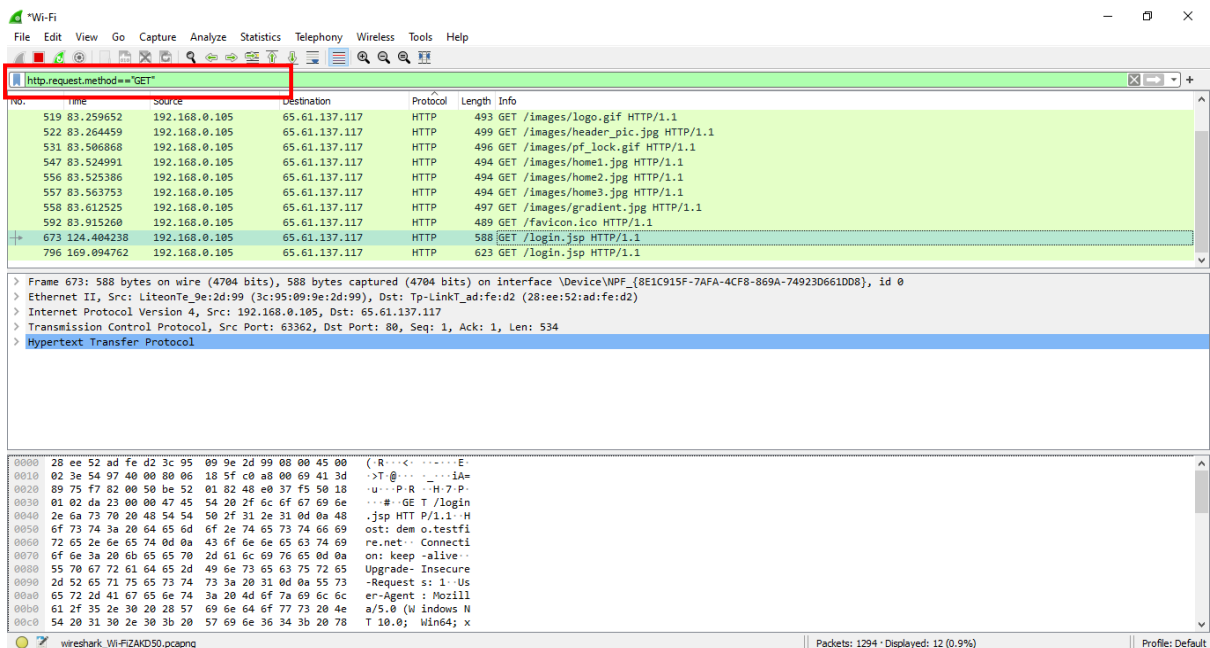 *Wi-Fi
File Edit View Go Capture Analyze Statistics Telephony Wireless Tools Help
http.request.method=="GET"
No. Time Source Destination Protocol Length Info
519 83.259652 192.168.0.105 65.61.137.117 HTTP 493 GET /images/logo.gif HTTP/1.1
522 83.264459 192.168.0.105 65.61.137.117 HTTP 499 GET /images/header_pic.jpg HTTP/1.1
531 83.506868 192.168.0.105 65.61.137.117 HTTP 496 GET /images/pf_lock.gif HTTP/1.1
547 83.524991 192.168.0.105 65.61.137.117 HTTP 494 GET /images/home1.jpg HTTP/1.1
556 83.525386 192.168.0.105 65.61.137.117 HTTP 494 GET /images/home2.jpg HTTP/1.1
557 83.563753 192.168.0.105 65.61.137.117 HTTP 494 GET /images/home3.jpg HTTP/1.1
558 83.612525 192.168.0.105 65.61.137.117 HTTP 497 GET /images/gradient.jpg HTTP/1.1
592 83.915260 192.168.0.105 65.61.137.117 HTTP 489 GET /favicon.ico HTTP/1.1
673 124.404238 192.168.0.105 65.61.137.117 HTTP 588 GET /login.jsp HTTP/1.1
796 169.094762 192.168.0.105 65.61.137.117 HTTP 623 GET /login.jsp HTTP/1.1
> Frame 673: 588 bytes on wire (4704 bits), 588 bytes captured (4704 bits) on interface \Device\NPF_{8E1C915F-7AFA-4CF8-869A-74923D661DD8}, id 0
> Ethernet II, Src: LiteonTe_9e:2d:99 (3c:95:09:9e:2d:99), Dst: Tp-LinkT_ad:fe:d2 (28:ee:52:ad:fe:d2)
> Internet Protocol Version 4, Src: 192.168.0.105, Dst: 65.61.137.117
> Transmission Control Protocol, Src Port: 63362, Dst Port: 80, Seq: 1, Ack: 1, Len: 534
> Hypertext Transfer Protocol
0000 28 ee 52 ad fe d2 3c 95 09 9e 2d 99 08 00 45 00 (·R···<· ··-···E·
0010 02 3e 54 97 40 00 80 06 18 5f c0 a8 00 69 41 3d ·>T·@··· ·_···iA=
0020 89 75 f7 82 00 50 be 52 01 82 48 e0 37 f5 50 18 ·u···P·R ··H·7·P·
0030 01 02 da 23 00 00 47 45 54 20 2f 6c 6f 67 69 6e ···#··GE T /login
0040 2e 6a 73 70 20 48 54 54 50 2f 31 2e 31 0d 0a 48 .jsp HTT P/1.1··H
0050 6f 73 74 3a 20 64 65 6d 6f 2e 74 65 73 74 66 69 ost: dem o.testfi
0060 72 65 2e 6e 65 74 0d 0a 43 6f 6e 6e 65 63 74 69 re.net·· Connecti
0070 6f 6e 3a 20 6b 65 65 70 2d 61 6c 69 76 65 0d 0a on: keep -alive··
0080 55 70 67 72 61 64 65 2d 49 6e 73 65 63 75 72 65 Upgrade- Insecure
0090 2d 52 65 71 75 65 73 74 73 3a 20 31 0d 0a 55 73 -Request s: 1··Us
00a0 65 72 2d 41 67 65 6e 74 3a 20 4d 6f 7a 69 6c 6c er-Agent : Mozill
00b0 61 2f 35 2e 30 20 28 57 69 6e 64 6f 77 73 20 4e a/5.0 (W indows N
00c0 54 20 31 30 2e 30 3b 20 57 69 6e 36 34 3b 20 78 T 10.0; Win64; x
wireshark_Wi-FiZAKD50.pcapng Packets: 1294 · Displayed: 12 (0.9%) Profile: Default